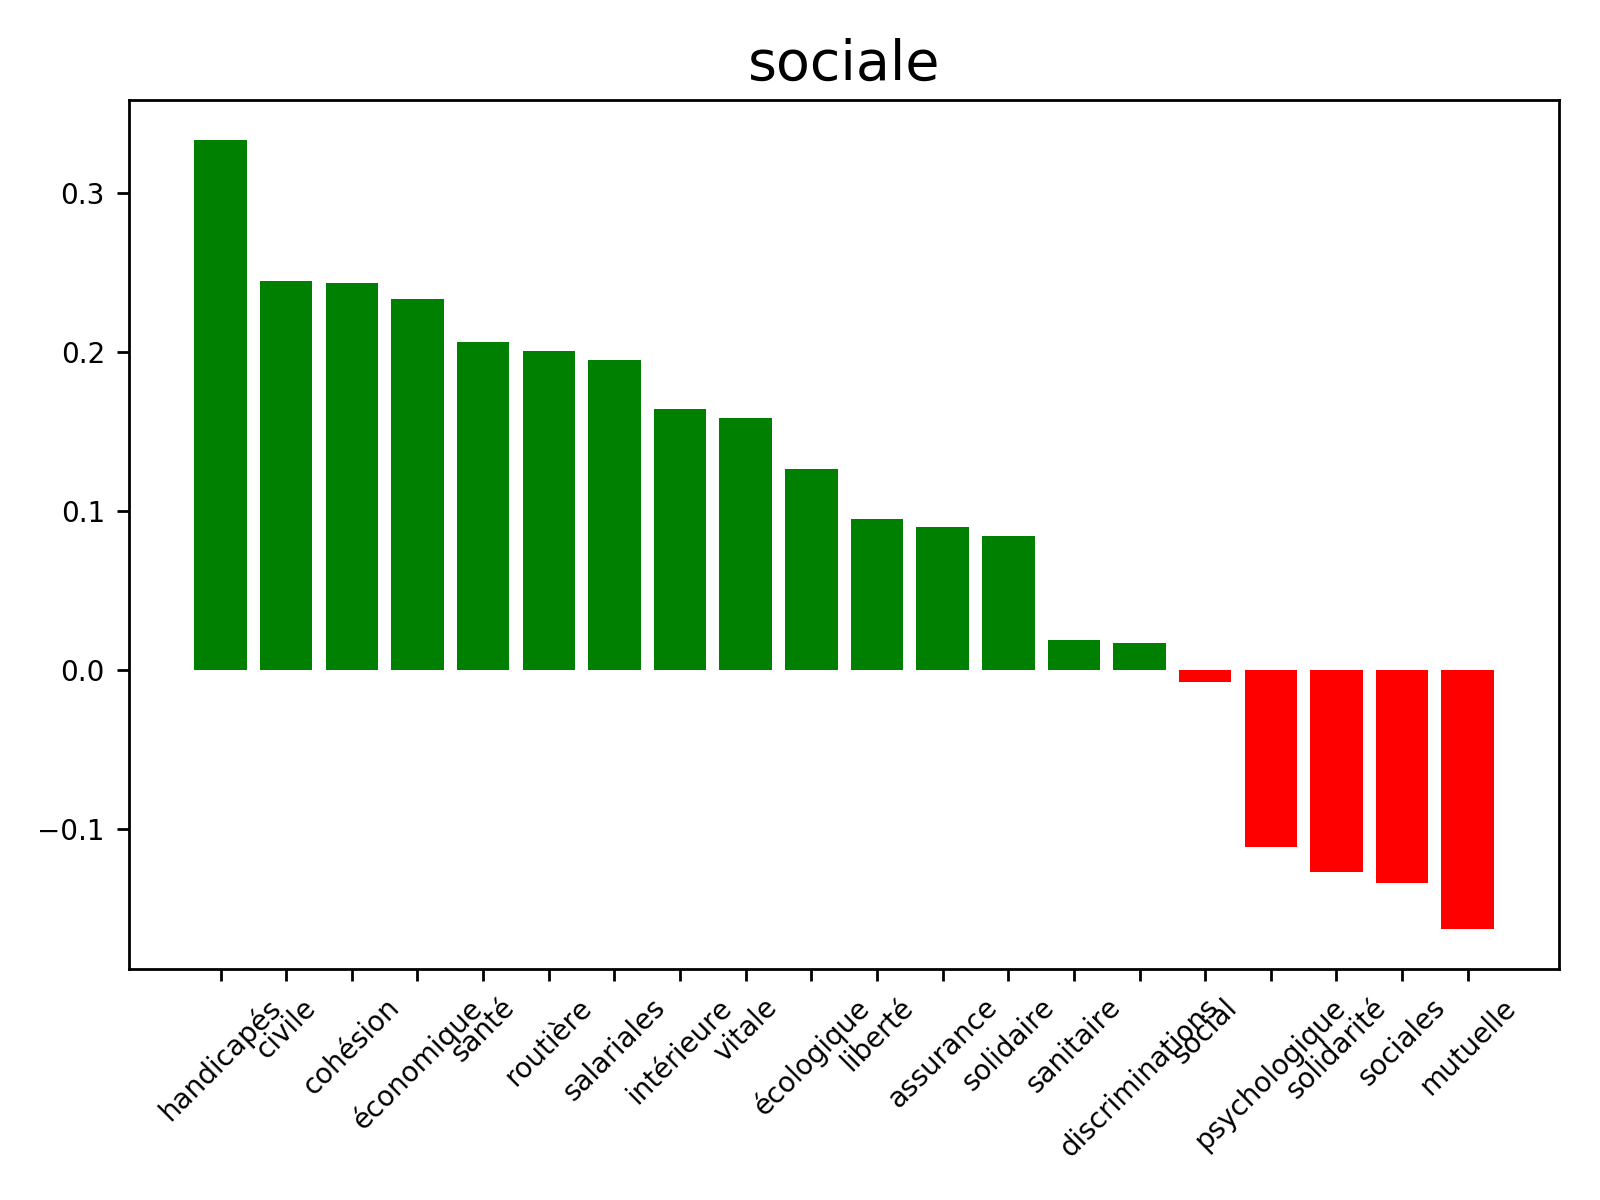 sociale
0.3
0.2
0.1
0.0
−0.1
handicapés
civile
cohésion
économique
santé
routière
salariales
intérieure
vitale
écologique
liberté
assurance
solidaire
sanitaire
discriminations
social
psychologique
solidarité
sociales
mutuelle